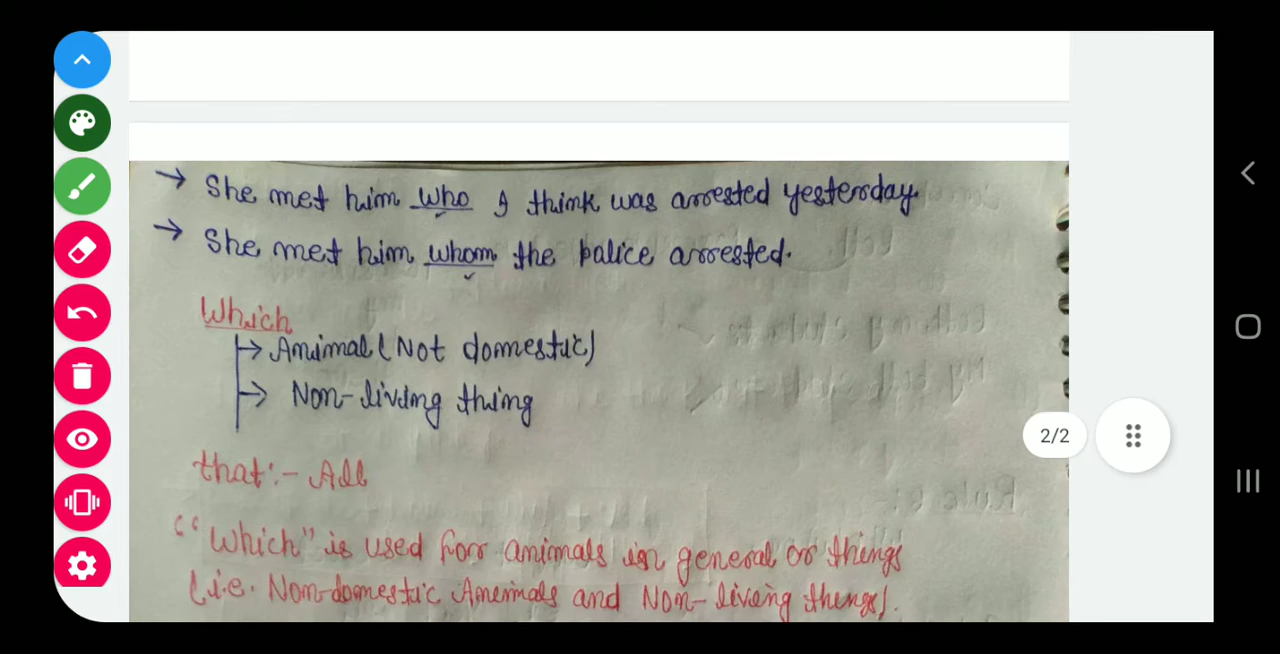 → She met him who I think was arrested yesterday.
→ She met him whom the palice arrested.
Which
→ Animal (Not domestic)
→ Non-living thing
2/2
that:- All
"Which" is used for animals in general or things
(i.e. Non-domestic Anemals and Non-living things).